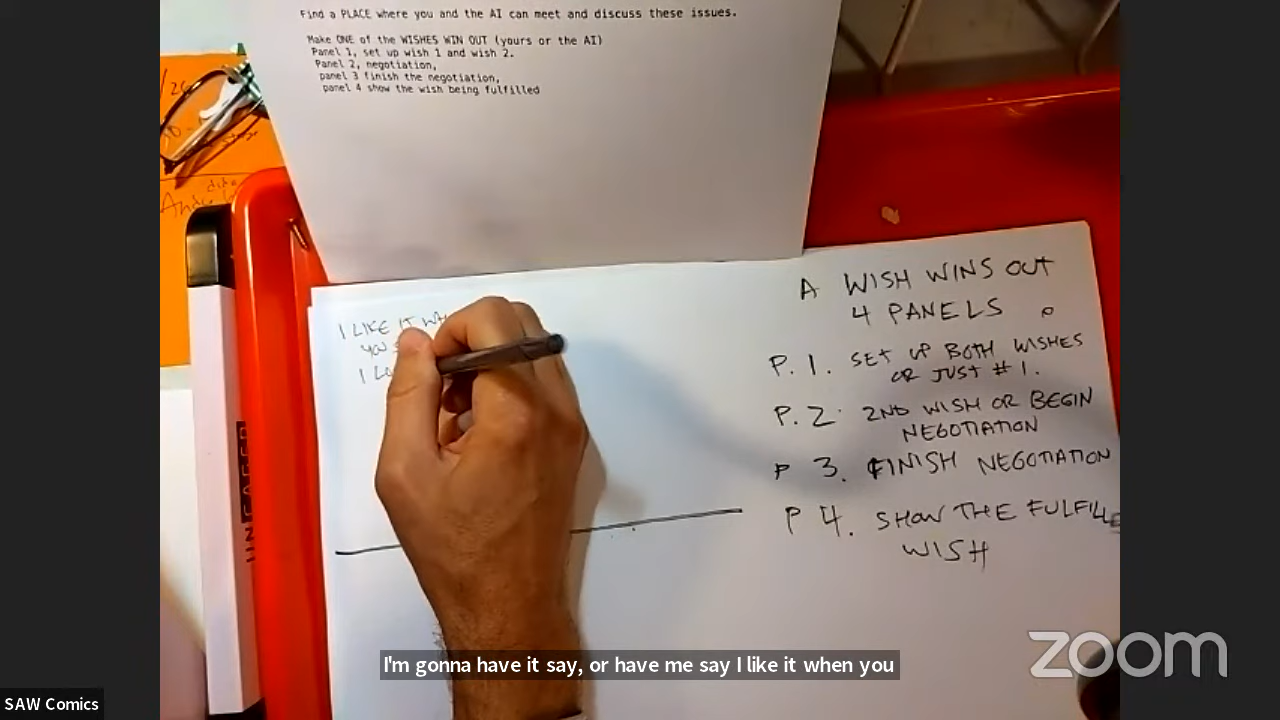 Find a PLACE where you and the AI can meet and discuss these issues.
Make ONE of the WISHES WIN OUT (yours or the AI)
Panel 1, set up wish 1 and wish 2.
Panel 2, negotiation,
panel 3 finish the negotiation,
panel 4 show the wish being fulfilled
A WISH WINS OUT
4 PANELS
P. 1. SET UP BOTH WISHES
OR JUST #1.
P. 2. 2ND WISH OR BEGIN
NEGOTIATION
P 3. FINISH NEGOTIATION
P 4. SHOW THE FULFILLE
WISH
I LIKE IT
YOU
I
I'm gonna have it say, or have me say I like it when you
zoom
SAW Comics